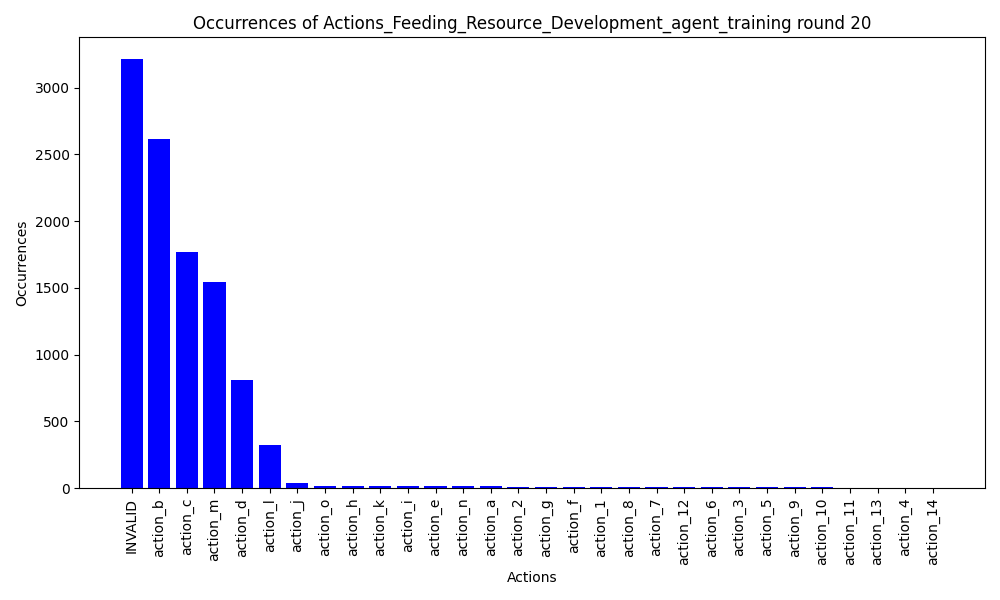 Occurrences of Actions_Feeding_Resource_Development_agent_training round 20
Occurrences
3000
2500
2000
1500
1000
500
0
INVALID
action_b
action_c
action_m
action_d
action_l
action_j
action_o
action_h
action_k
action_i
action_e
action_n
action_a
action_2
action_g
action_f
action_1
action_8
action_7
action_12
action_6
action_3
action_5
action_9
action_10
action_11
action_13
action_4
action_14
Actions